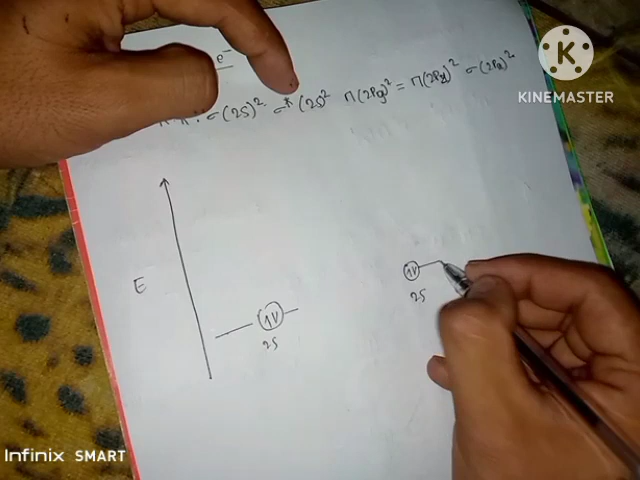 e⁻
K
KINEMASTER
: σ(2s)² σ*(2s)² π(2Py)² = π(2Pz)² σ(2Px)²
E
1V
2S
1V
2S
Infinix SMART